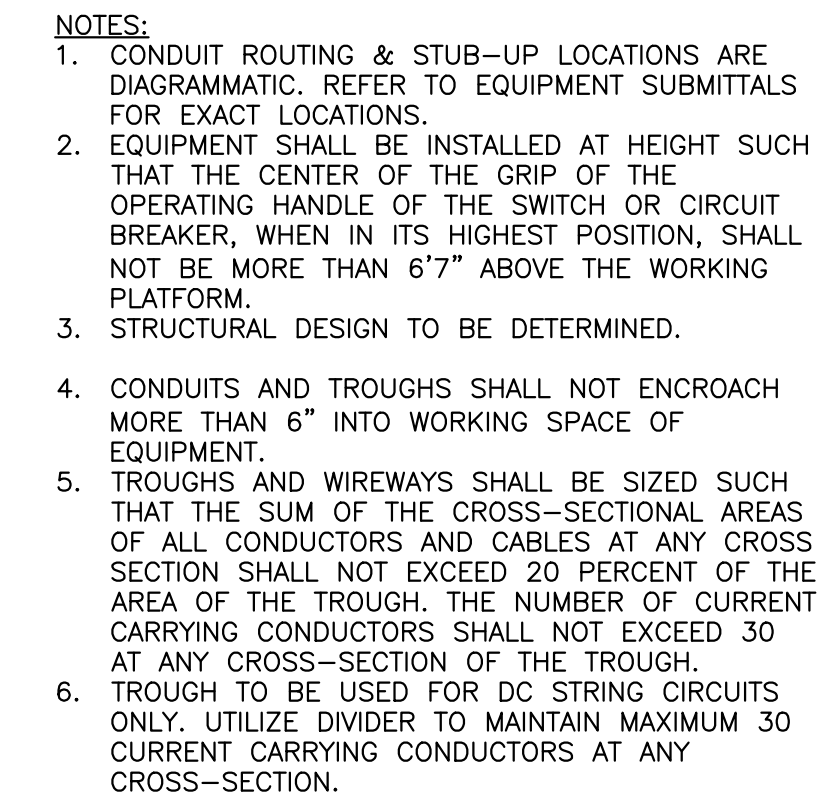 NOTES:
1. CONDUIT ROUTING & STUB-UP LOCATIONS ARE
DIAGRAMMATIC. REFER TO EQUIPMENT SUBMITTALS
FOR EXACT LOCATIONS.
2. EQUIPMENT SHALL BE INSTALLED AT HEIGHT SUCH
THAT THE CENTER OF THE GRIP OF THE
OPERATING HANDLE OF THE SWITCH OR CIRCUIT
BREAKER, WHEN IN ITS HIGHEST POSITION, SHALL
NOT BE MORE THAN 6'7" ABOVE THE WORKING
PLATFORM.
3. STRUCTURAL DESIGN TO BE DETERMINED.
4. CONDUITS AND TROUGHS SHALL NOT ENCROACH
MORE THAN 6" INTO WORKING SPACE OF
EQUIPMENT.
5. TROUGHS AND WIREWAYS SHALL BE SIZED SUCH
THAT THE SUM OF THE CROSS-SECTIONAL AREAS
OF ALL CONDUCTORS AND CABLES AT ANY CROSS
SECTION SHALL NOT EXCEED 20 PERCENT OF THE
AREA OF THE TROUGH. THE NUMBER OF CURRENT
CARRYING CONDUCTORS SHALL NOT EXCEED 30
AT ANY CROSS-SECTION OF THE TROUGH.
6. TROUGH TO BE USED FOR DC STRING CIRCUITS
ONLY. UTILIZE DIVIDER TO MAINTAIN MAXIMUM 30
CURRENT CARRYING CONDUCTORS AT ANY
CROSS-SECTION.